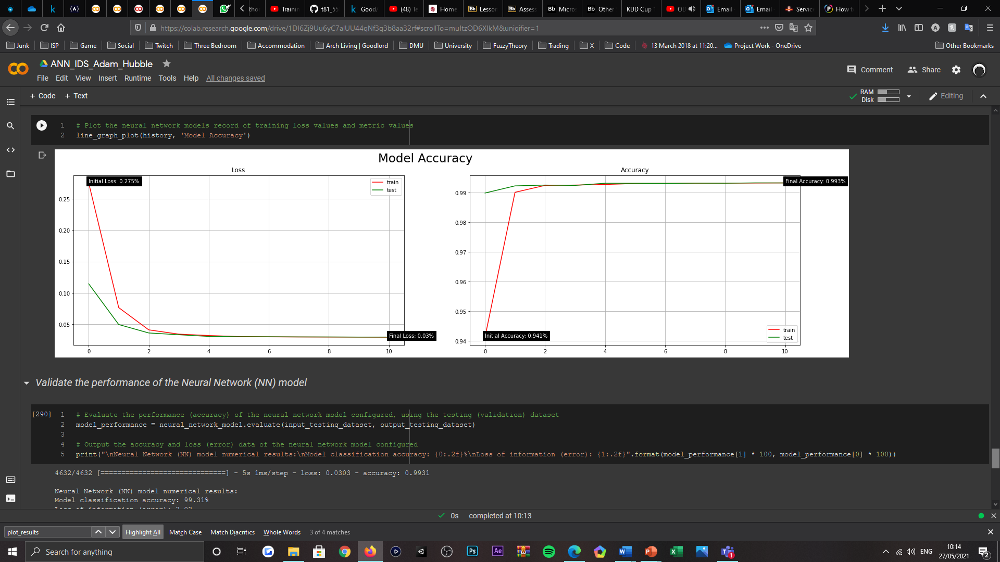 thor
Trainin
t81_55
Good/
(48) Te
Home
Lesson
Assess
Micros
Other
KDD Cup 1
OD
Email
Email
Servic
How t
https://colab.research.google.com/drive/1DI6Zj9Uu6yC7alUU44qNf3q3b8aa32rf#scrollTo=muItzOD6XIkM&uniqifier=1
Junk
ISP
Game
Social
Twitch
Three Bedroom
Accommodation
Arch Living | Goodlord
DMU
University
FuzzyTheory
Trading
X
Code
13 March 2018 at 11:20...
Project Work - OneDrive
Other Bookmarks
ANN_IDS_Adam_Hubble
File Edit View Insert Runtime Tools Help All changes saved
Comment
Share
+ Code + Text
RAM
Disk
Editing
1 # Plot the neural network models record of training loss values and metric values
2 line_graph_plot(history, 'Model Accuracy')
Model Accuracy
Loss
Initial Loss: 0.275%
train
test
0.25
0.20
0.15
0.10
0.05
Final Loss: 0.03%
0 2 4 6 8 10
Accuracy
Final Accuracy: 0.993%
0.99
0.98
0.97
0.96
0.95
0.94
Initial Accuracy: 0.941%
train
test
0 2 4 6 8 10
Validate the performance of the Neural Network (NN) model
[290] 1 # Evaluate the performance (accuracy) of the neural network model configured, using the testing (validation) dataset
2 model_performance = neural_network_model.evaluate(input_testing_dataset, output_testing_dataset)
3
4 # Output the accuracy and loss (error) data of the neural network model configured
5 print("\nNeural Network (NN) model numerical results:\nModel classification accuracy: {0:.2f}%\nLoss of information (error): {1:.2f}".format(model_performance[1] * 100, model_performance[0] * 100))
4632/4632 [==============================] - 5s 1ms/step - loss: 0.0303 - accuracy: 0.9931
Neural Network (NN) model numerical results:
Model classification accuracy: 99.31%
Loss of information (error): 3.03
0s completed at 10:13
plot_results
Highlight All
Match Case
Match Diacritics
Whole Words
3 of 4 matches
Search for anything
ENG
10:14
27/05/2021